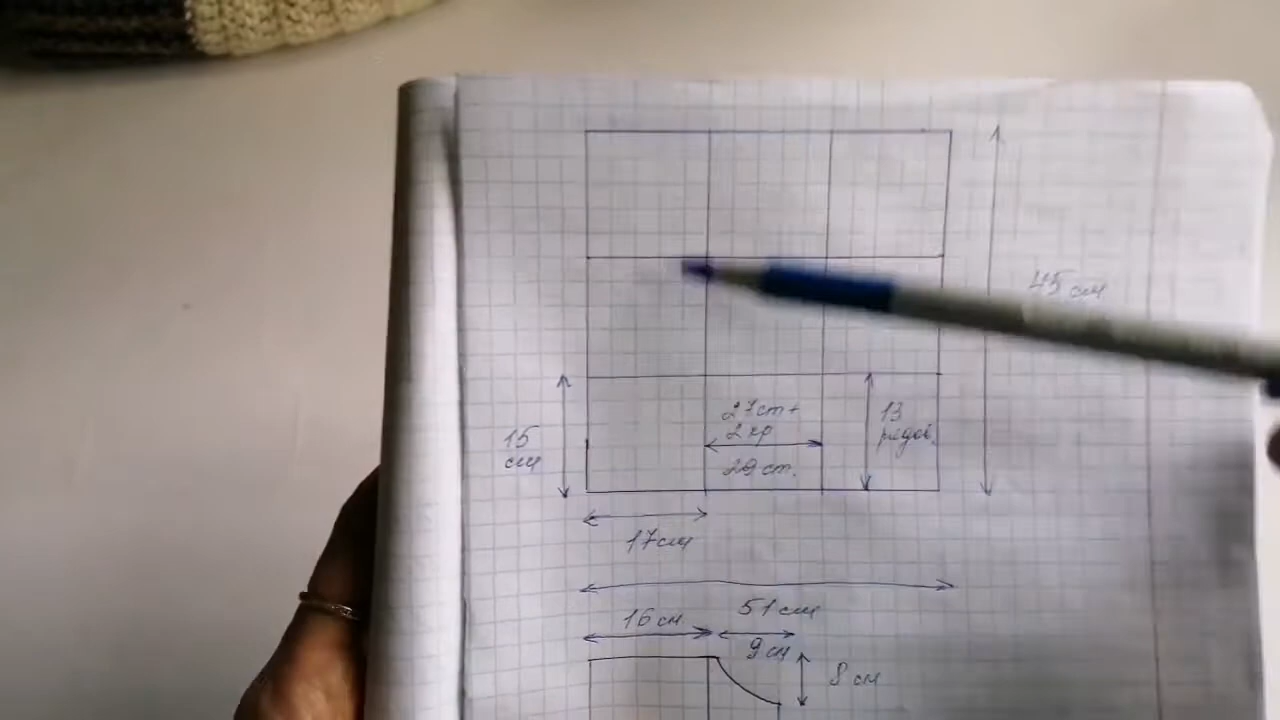 45 см
27 ст +
2 кр
29 ст.
13
рядов.
15
см
17 см
51 см
16 см
9 см
8 см